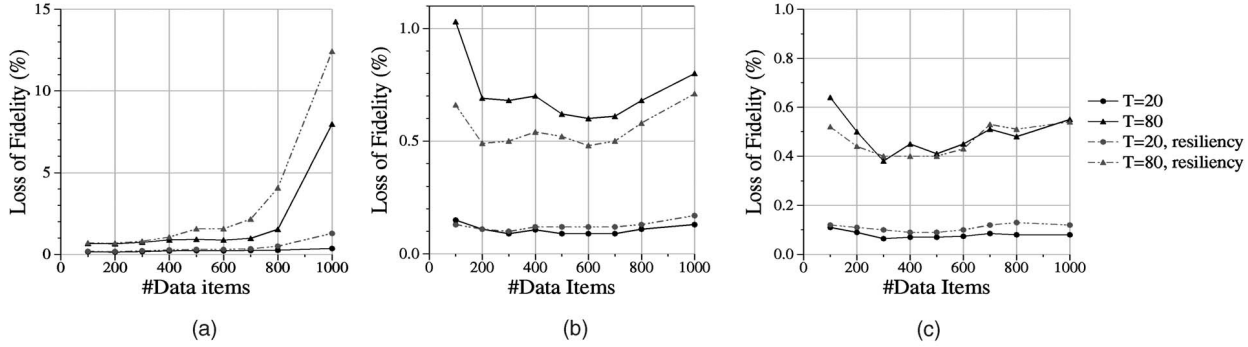 15
10
5
0
Loss of Fidelity (%)
0 200 400 600 800 1000
#Data items
(a)
1.0
0.5
0.0
Loss of Fidelity (%)
0 200 400 600 800 1000
#Data Items
(b)
1.0
0.8
0.6
0.4
0.2
0.0
Loss of Fidelity (%)
0 200 400 600 800 1000
#Data Items
(c)
T=20
T=80
T=20, resiliency
T=80, resiliency